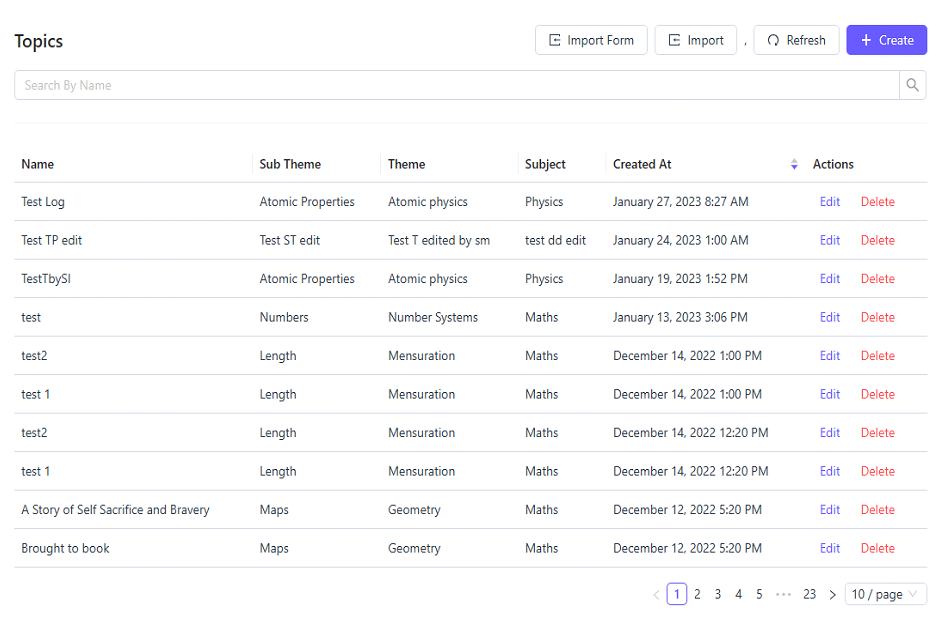 Topics Import Form Import , Refresh + Create
Search By Name
Name Sub Theme Theme Subject Created At Actions
Test Log Atomic Properties Atomic physics Physics January 27, 2023 8:27 AM Edit Delete
Test TP edit Test ST edit Test T edited by sm test dd edit January 24, 2023 1:00 AM Edit Delete
TestTbySI Atomic Properties Atomic physics Physics January 19, 2023 1:52 PM Edit Delete
test Numbers Number Systems Maths January 13, 2023 3:06 PM Edit Delete
test2 Length Mensuration Maths December 14, 2022 1:00 PM Edit Delete
test 1 Length Mensuration Maths December 14, 2022 1:00 PM Edit Delete
test2 Length Mensuration Maths December 14, 2022 12:20 PM Edit Delete
test 1 Length Mensuration Maths December 14, 2022 12:20 PM Edit Delete
A Story of Self Sacrifice and Bravery Maps Geometry Maths December 12, 2022 5:20 PM Edit Delete
Brought to book Maps Geometry Maths December 12, 2022 5:20 PM Edit Delete
< 1 2 3 4 5 ••• 23 > 10 / page